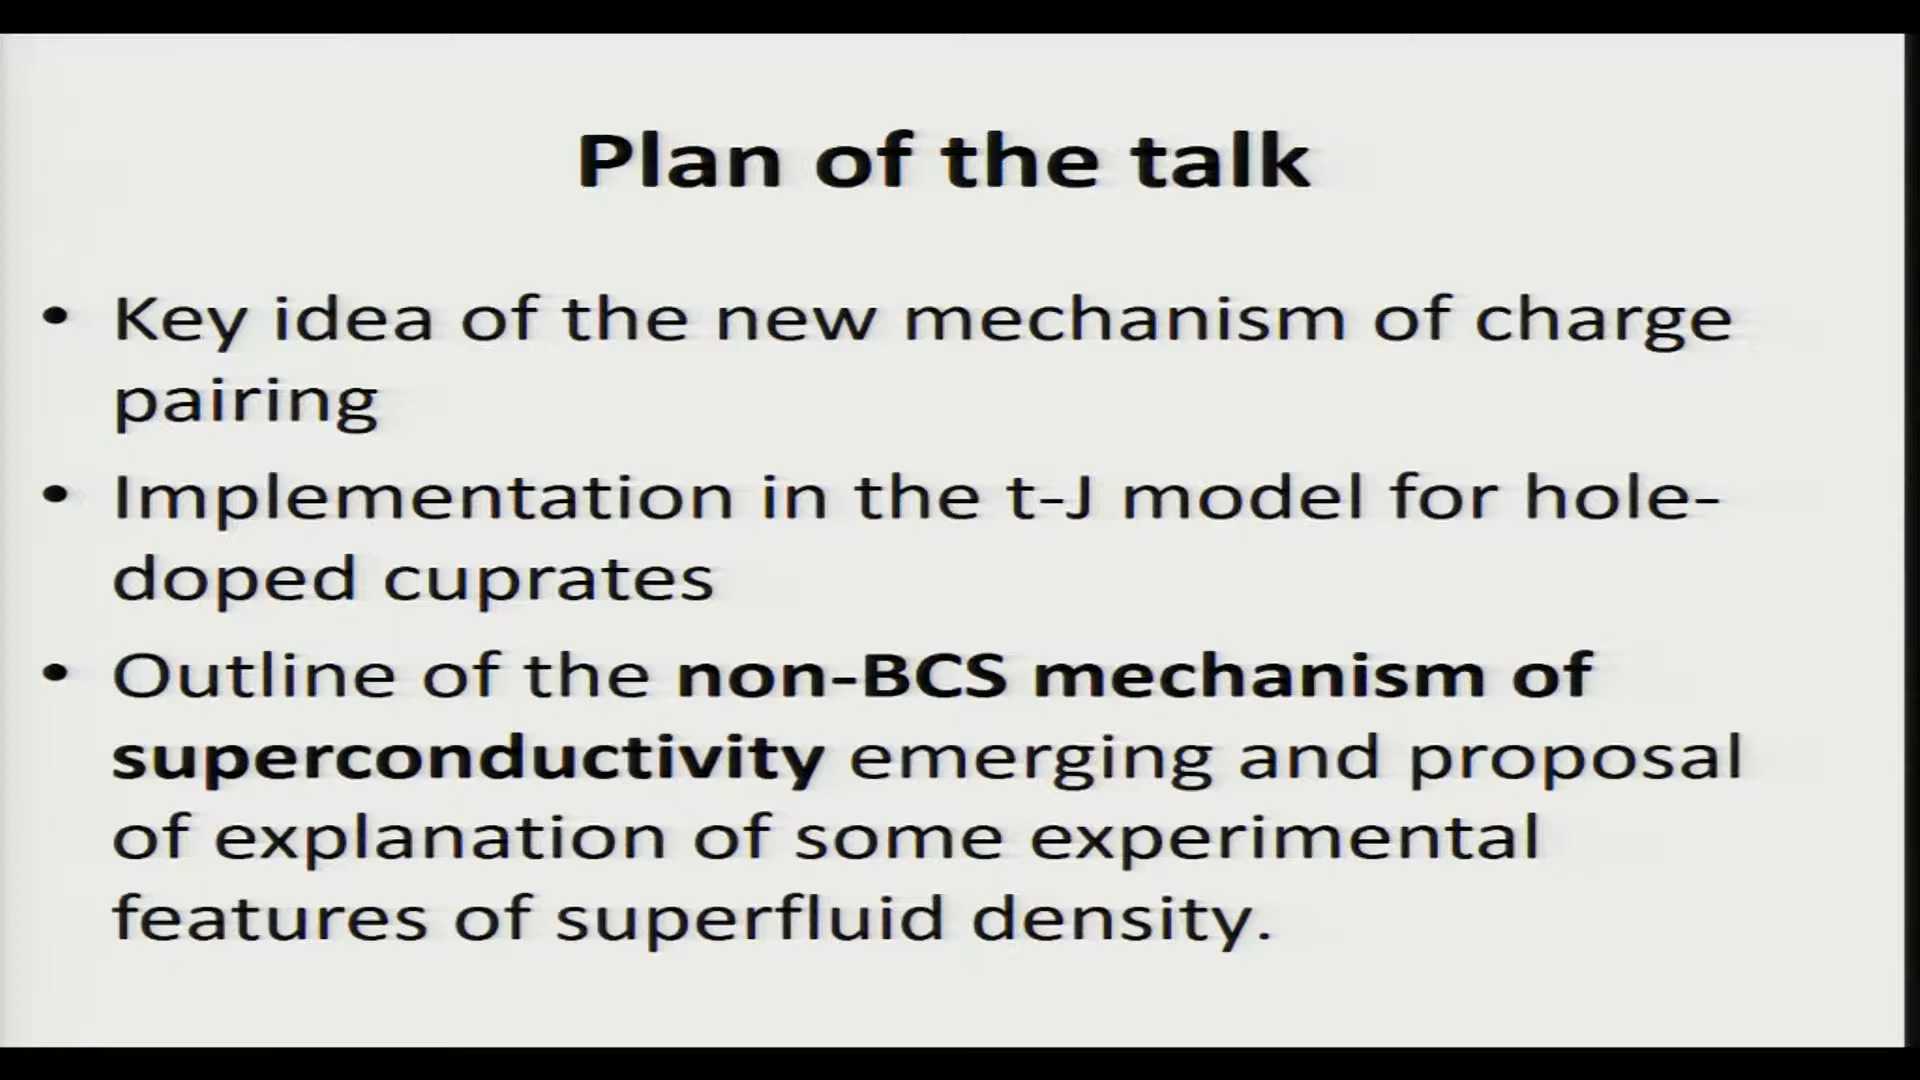 Plan of the talk
• Key idea of the new mechanism of charge
pairing
• Implementation in the t-J model for hole-
doped cuprates
• Outline of the non-BCS mechanism of
superconductivity emerging and proposal
of explanation of some experimental
features of superfluid density.